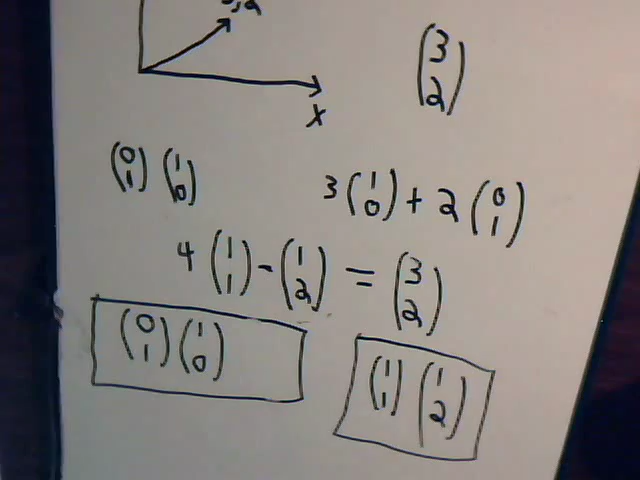 x
(3 2)
(0 1) (1 0)
3 (1 0) + 2 (0 1)
4 (1 1) - (1 2) = (3 2)
(0 1) (1 0)
(1 1) (1 2)